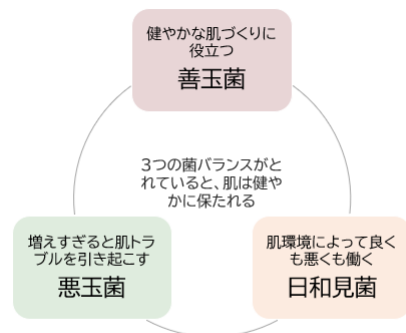 健やかな肌づくりに
役立つ
善玉菌
3つの菌バランスがと
れていると、肌は健や
かに保たれる
増えすぎると肌トラ
ブルを引き起こす
悪玉菌
肌環境によって良く
も悪くも働く
日和見菌